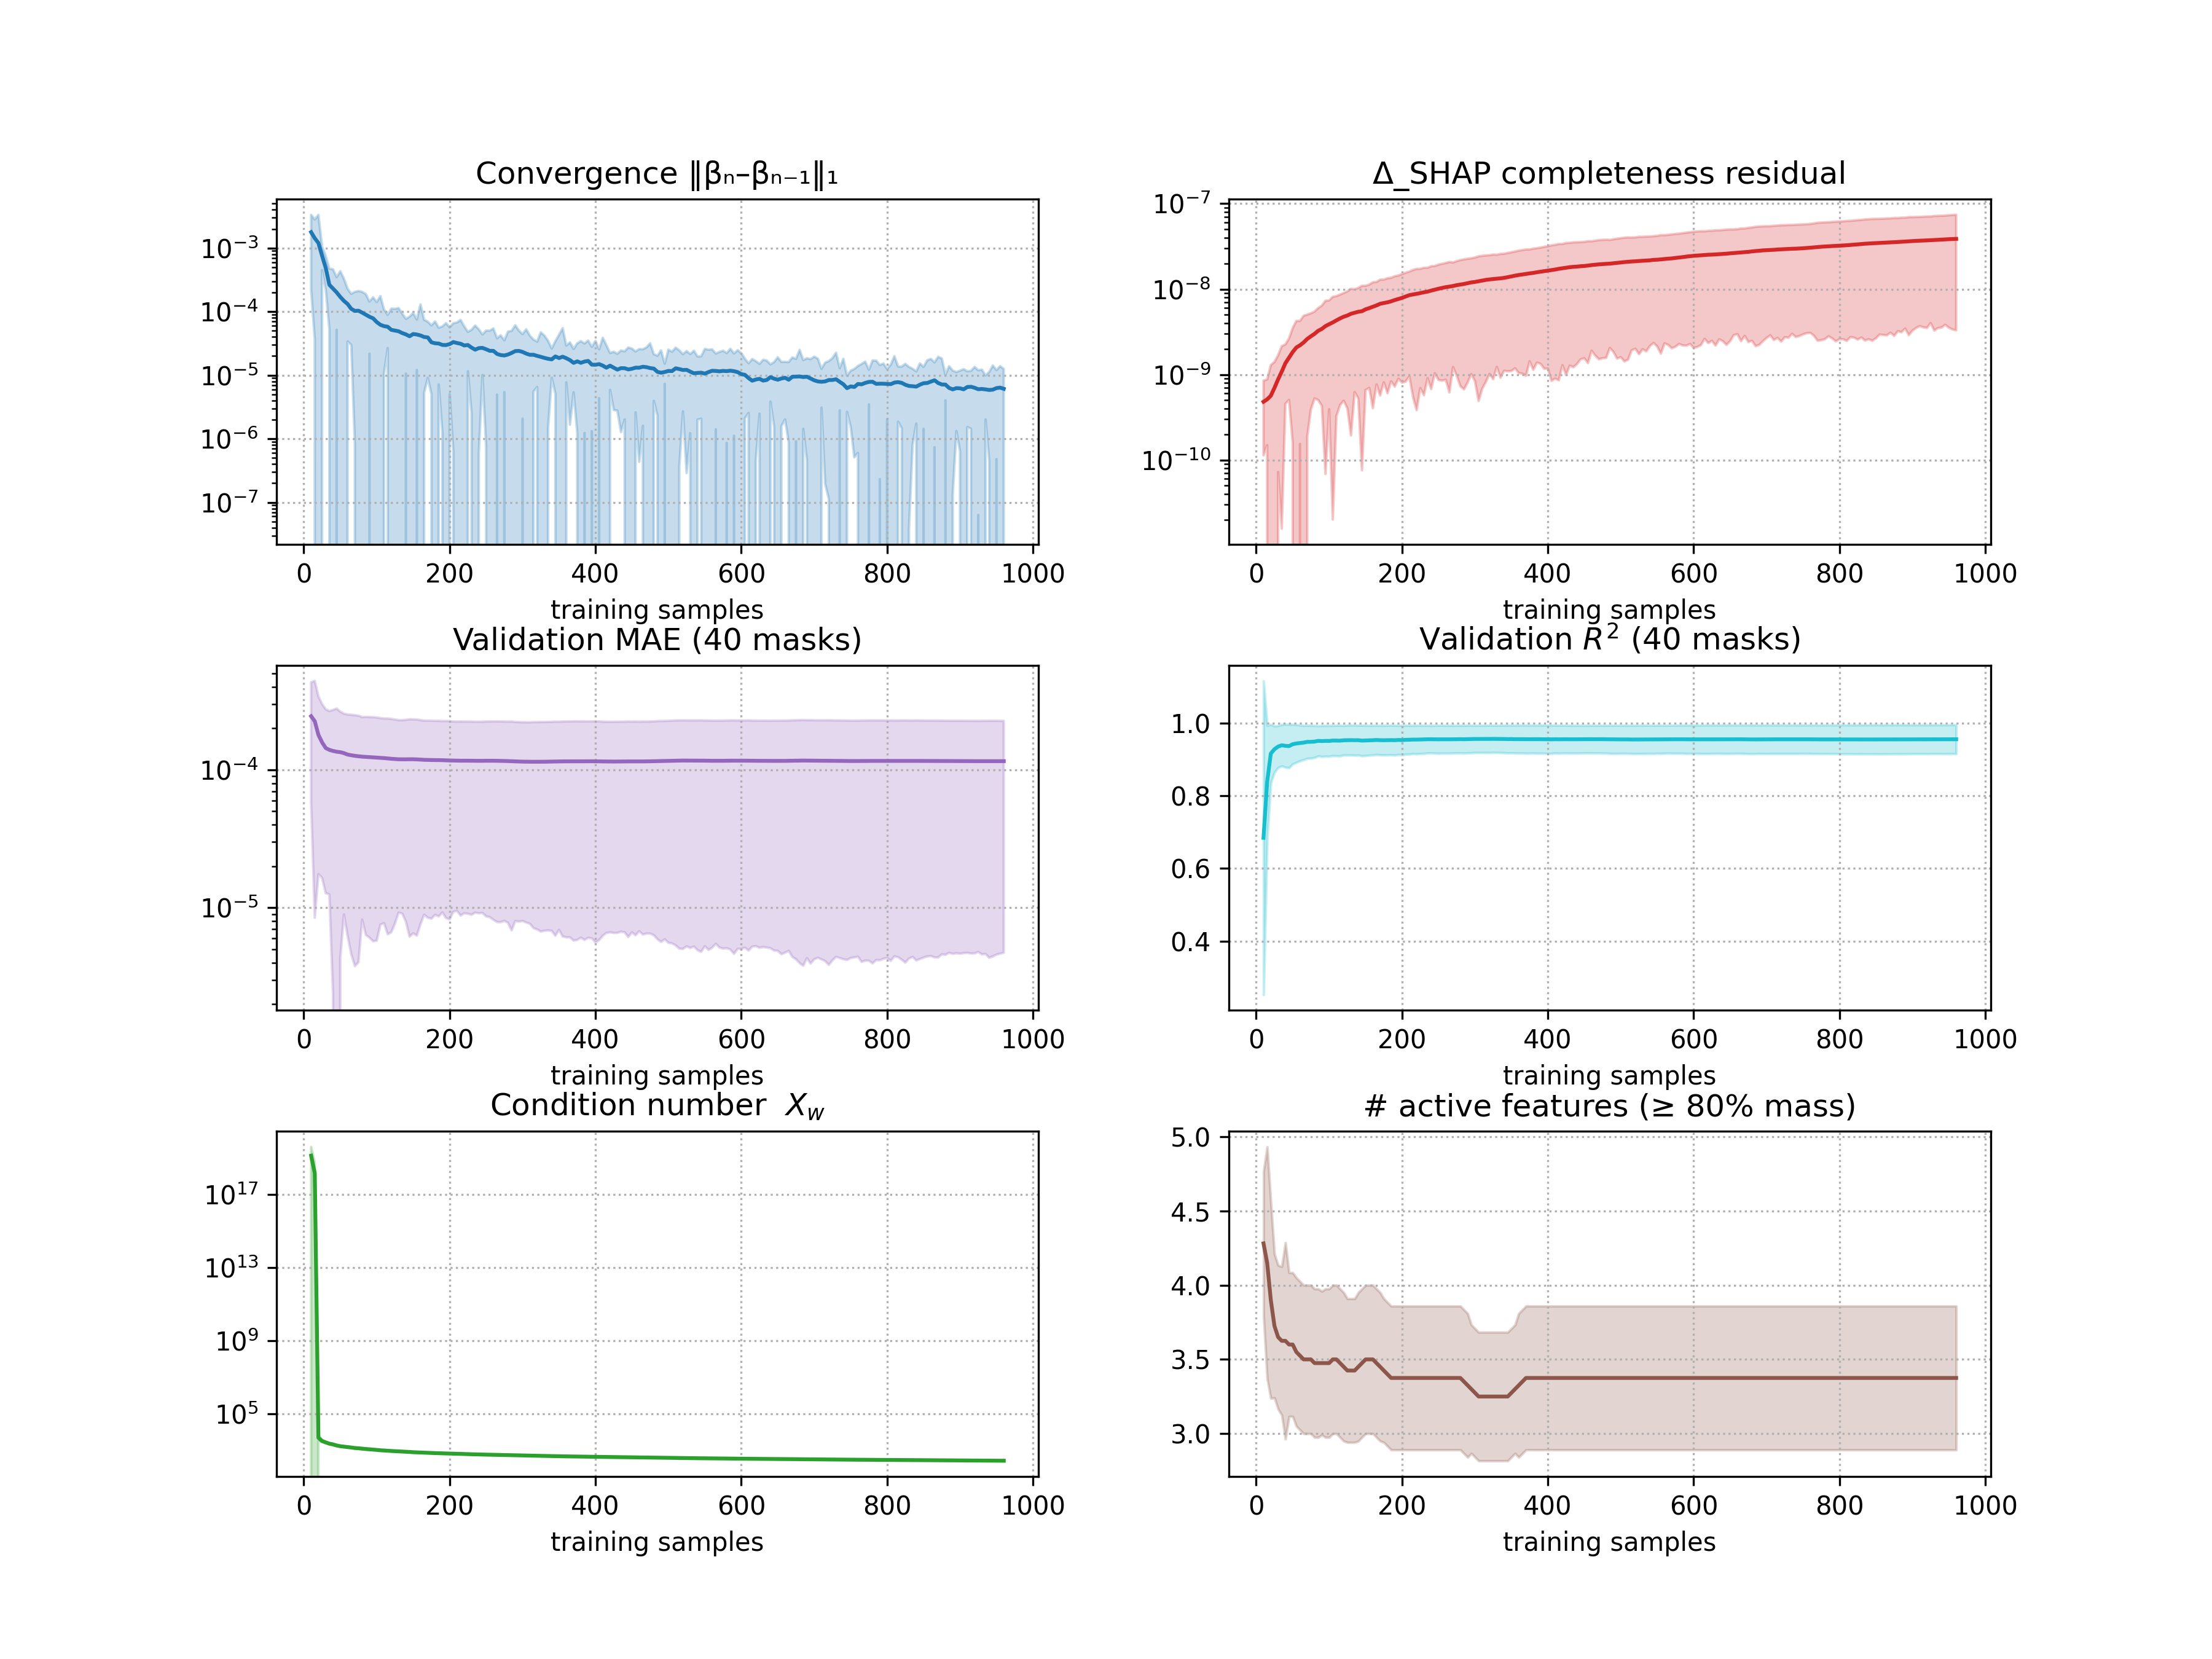 Convergence ‖βₙ–βₙ₋₁‖₁
10⁻³
10⁻⁴
10⁻⁵
10⁻⁶
10⁻⁷
0 200 400 600 800 1000
training samples
Δ_SHAP completeness residual
10⁻⁷
10⁻⁸
10⁻⁹
10⁻¹⁰
0 200 400 600 800 1000
training samples
Validation MAE (40 masks)
10⁻⁴
10⁻⁵
0 200 400 600 800 1000
training samples
Validation R² (40 masks)
1.0
0.8
0.6
0.4
0 200 400 600 800 1000
training samples
Condition number X_w
10¹⁷
10¹³
10⁹
10⁵
0 200 400 600 800 1000
training samples
# active features (≥ 80% mass)
5.0
4.5
4.0
3.5
3.0
0 200 400 600 800 1000
training samples